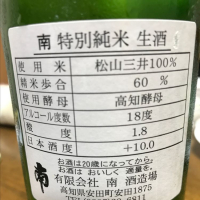 南 特別純米 生酒
使用米 松山三井100%
精米歩合 60 %
使用酵母 高知酵母
アルコール度数 18度
酸度 1.8
日本酒度 +10.0
お酒は20歳になってから。
お酒は おいしく 適量を。
南 有限会社 南 酒造場
高知県安田町安田1875